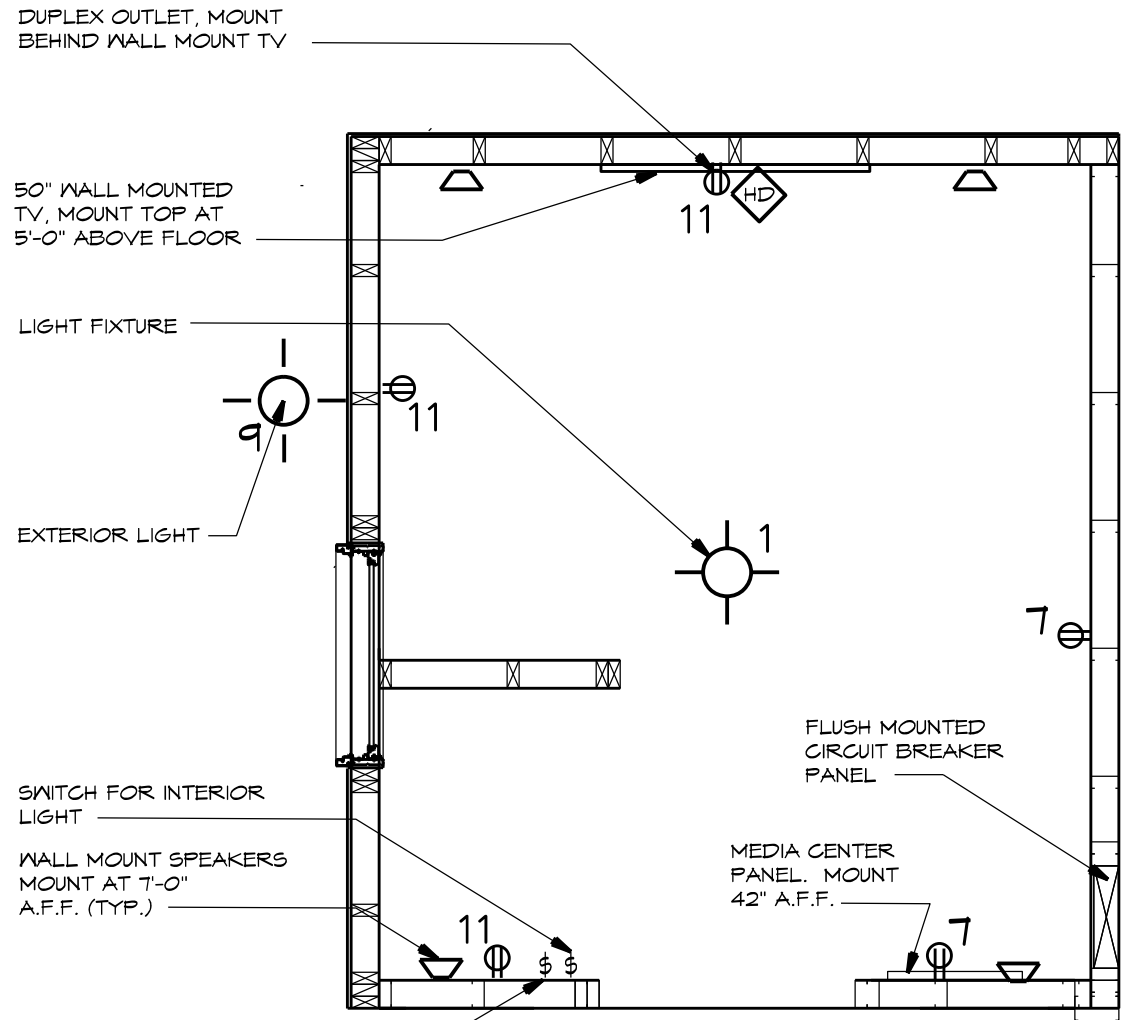 DUPLEX OUTLET, MOUNT
BEHIND WALL MOUNT TV
50" WALL MOUNTED
TV, MOUNT TOP AT
5'-0" ABOVE FLOOR
HD
11
LIGHT FIXTURE
11
9
EXTERIOR LIGHT
1
7
FLUSH MOUNTED
CIRCUIT BREAKER
PANEL
SWITCH FOR INTERIOR
LIGHT
WALL MOUNT SPEAKERS
MOUNT AT 7'-0"
A.F.F. (TYP.)
MEDIA CENTER
PANEL. MOUNT
42" A.F.F.
11
7
$ $